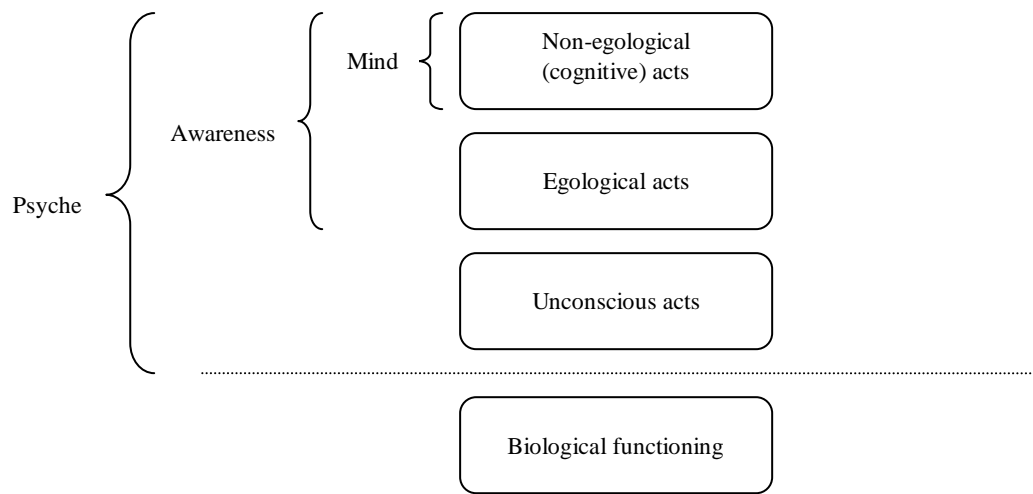 Non-egological
(cognitive) acts
Mind
Awareness
Egological acts
Psyche
Unconscious acts
Biological functioning